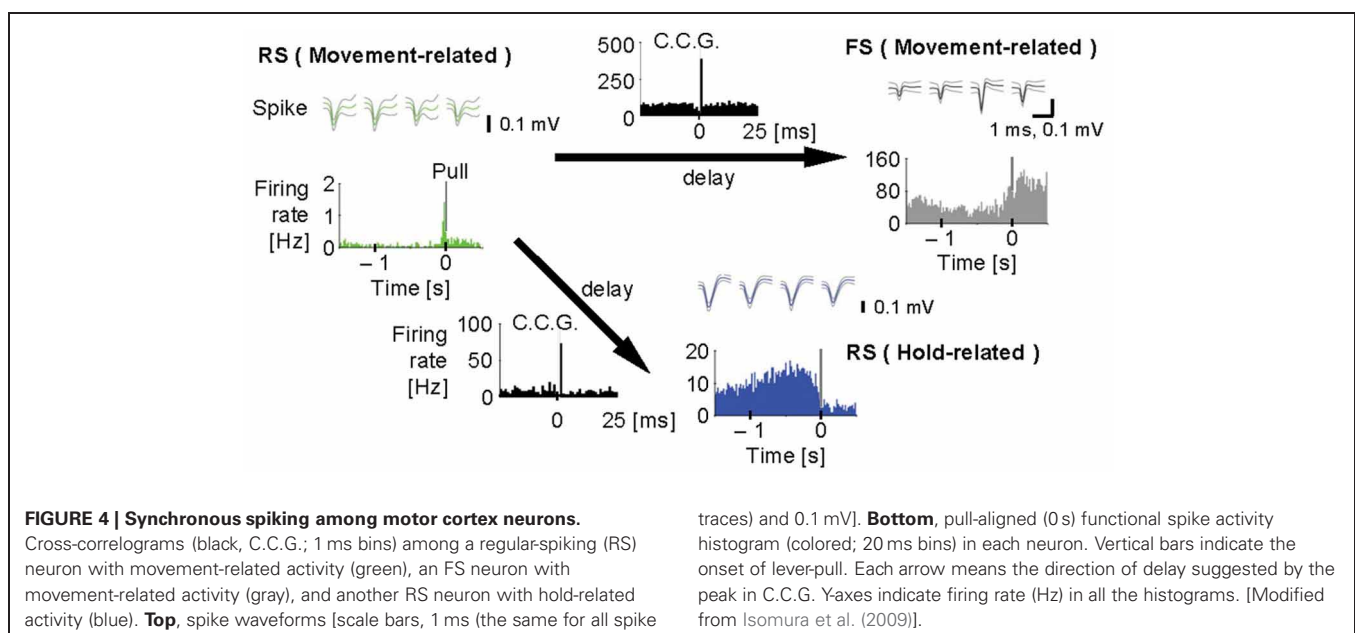 RS ( Movement-related )
Spike
0.1 mV
Firing
rate
[Hz]
2
1
0
Pull
– 1
0
Time [s]
C.C.G.
500
250
0
0
25 [ms]
delay
FS ( Movement-related )
1 ms, 0.1 mV
160
80
0
– 1
0
Time [s]
delay
Firing
rate
[Hz]
C.C.G.
100
50
0
0
25 [ms]
0.1 mV
RS ( Hold-related )
20
10
0
– 1
0
Time [s]
FIGURE 4 | Synchronous spiking among motor cortex neurons.
Cross-correlograms (black, C.C.G.; 1 ms bins) among a regular-spiking (RS)
neuron with movement-related activity (green), an FS neuron with
movement-related activity (gray), and another RS neuron with hold-related
activity (blue). Top, spike waveforms [scale bars, 1 ms (the same for all spike
traces) and 0.1 mV]. Bottom, pull-aligned (0 s) functional spike activity
histogram (colored; 20 ms bins) in each neuron. Vertical bars indicate the
onset of lever-pull. Each arrow means the direction of delay suggested by the
peak in C.C.G. Y-axes indicate firing rate (Hz) in all the histograms. [Modified
from Isomura et al. (2009)].